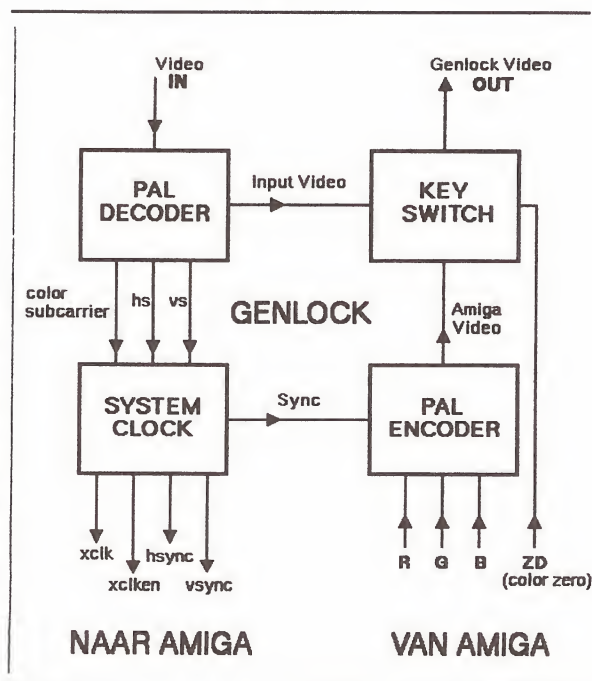 Video
IN
Genlock Video
OUT
PAL
DECODER
Input Video
KEY
SWITCH
color
subcarrier
hs
vs
GENLOCK
Amiga
Video
SYSTEM
CLOCK
Sync
PAL
ENCODER
xclk
hsync
xclken
vsync
R
G
B
ZD
(color zero)
NAAR AMIGA
VAN AMIGA